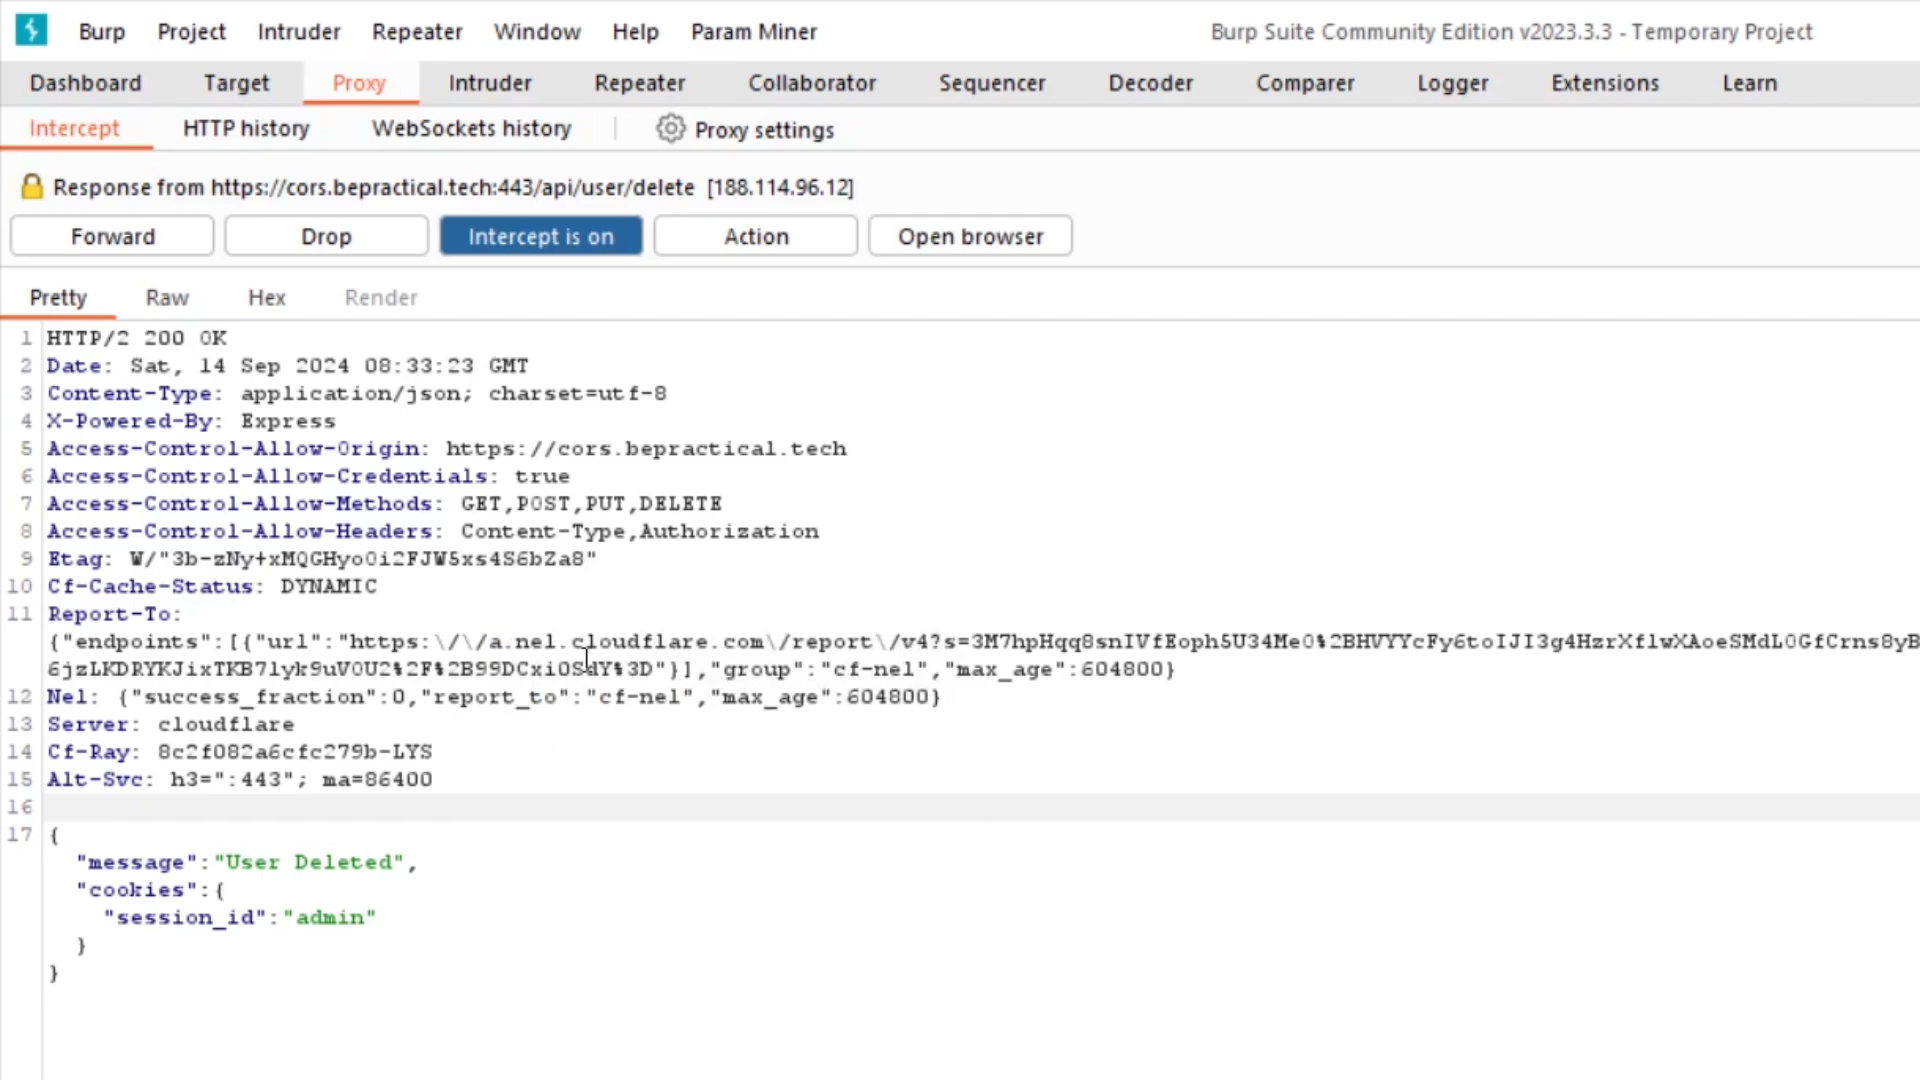 Burp Project Intruder Repeater Window Help Param Miner Burp Suite Community Edition v2023.3.3 - Temporary Project
Dashboard Target Proxy Intruder Repeater Collaborator Sequencer Decoder Comparer Logger Extensions Learn
Intercept HTTP history WebSockets history Proxy settings
Response from https://cors.bepractical.tech:443/api/user/delete [188.114.96.12]
Forward Drop Intercept is on Action Open browser
Pretty Raw Hex Render
1 HTTP/2 200 OK
2 Date: Sat, 14 Sep 2024 08:33:23 GMT
3 Content-Type: application/json; charset=utf-8
4 X-Powered-By: Express
5 Access-Control-Allow-Origin: https://cors.bepractical.tech
6 Access-Control-Allow-Credentials: true
7 Access-Control-Allow-Methods: GET,POST,PUT,DELETE
8 Access-Control-Allow-Headers: Content-Type,Authorization
9 Etag: W/"3b-zNy+xMQGHyo0i2FJW5xs4S6bZa8"
10 Cf-Cache-Status: DYNAMIC
11 Report-To:
{"endpoints":[{"url":"https:\/\/a.nel.cloudflare.com\/report\/v4?s=3M7hpHqq8snIVfEoph5U34Me0%2BHVYYcFy6toIJI3g4HzrXflwXAoeSMdL0GfCrns8yB
6jzLKDRYKJixTKB7lyk9uV0U2%2F%2B99DCxi0SdY%3D"}],"group":"cf-nel","max_age":604800}
12 Nel: {"success_fraction":0,"report_to":"cf-nel","max_age":604800}
13 Server: cloudflare
14 Cf-Ray: 8c2f082a6cfc279b-LYS
15 Alt-Svc: h3=":443"; ma=86400
16
17 {
"message":"User Deleted",
"cookies":{
"session_id":"admin"
}
}